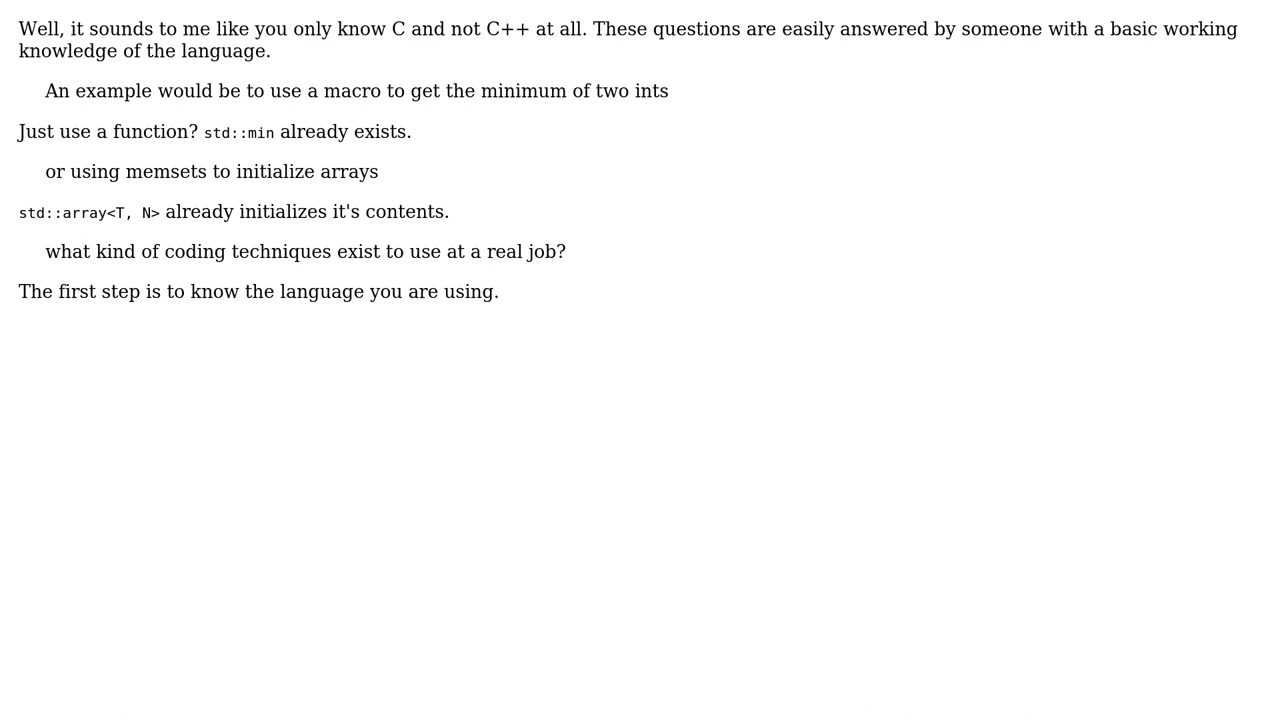 Well, it sounds to me like you only know C and not C++ at all. These questions are easily answered by someone with a basic working
knowledge of the language.
An example would be to use a macro to get the minimum of two ints
Just use a function? std::min already exists.
or using memsets to initialize arrays
std::array<T, N> already initializes it's contents.
what kind of coding techniques exist to use at a real job?
The first step is to know the language you are using.